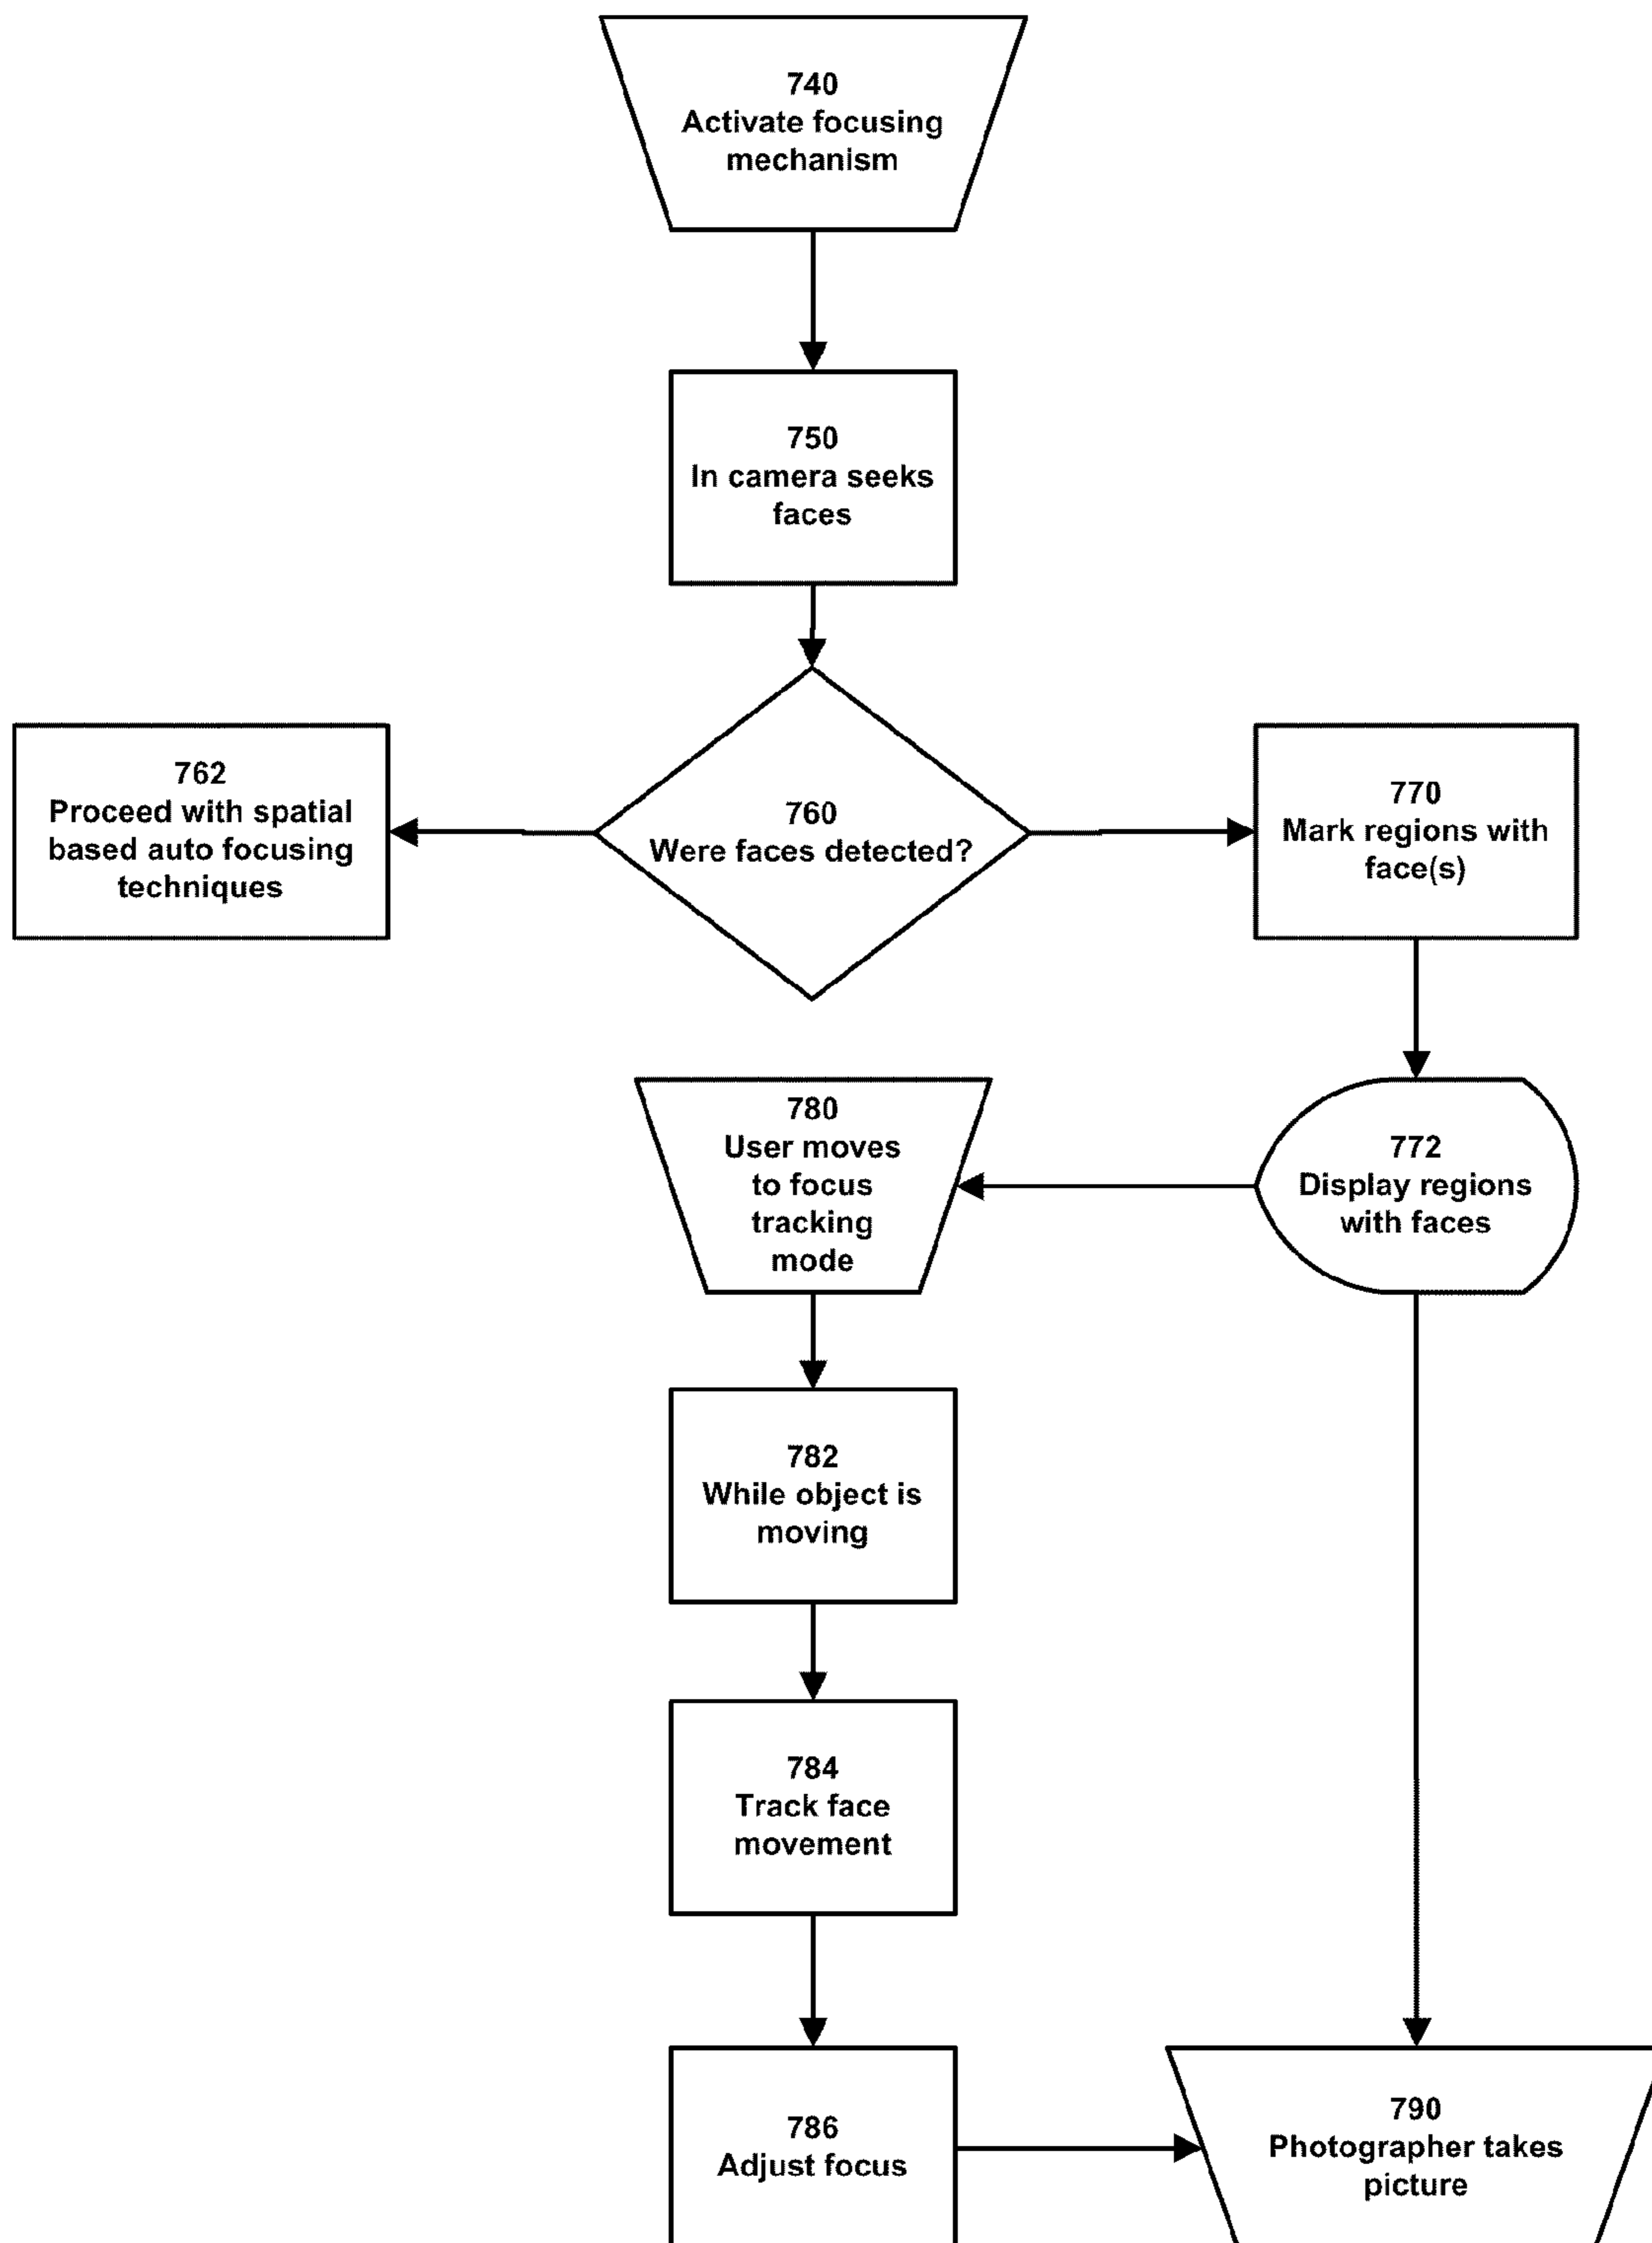 740
Activate focusing
mechanism
750
In camera seeks
faces
762
Proceed with spatial
based auto focusing
techniques
760
Were faces detected?
770
Mark regions with
face(s)
780
User moves
to focus
tracking
mode
772
Display regions
with faces
782
While object is
moving
784
Track face
movement
786
Adjust focus
790
Photographer takes
picture